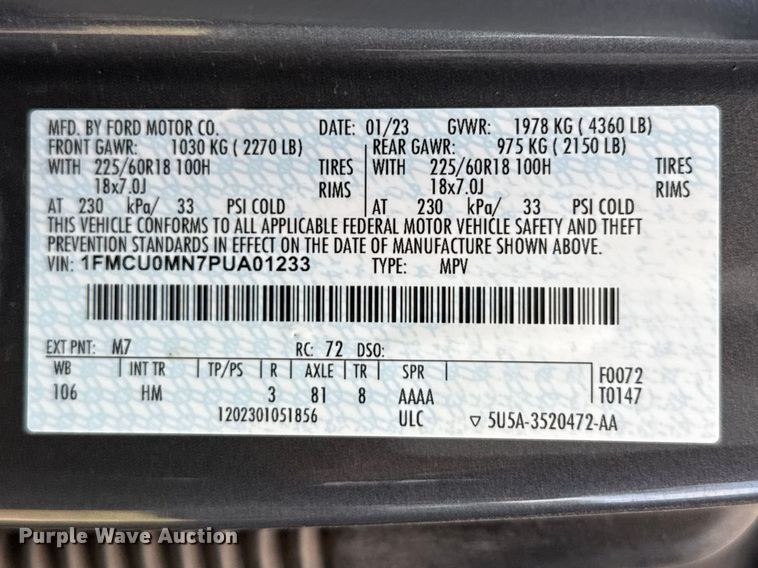 MFD. BY FORD MOTOR CO. DATE: 01/23 GVWR: 1978 KG ( 4360 LB)
FRONT GAWR: 1030 KG ( 2270 LB) REAR GAWR: 975 KG ( 2150 LB)
WITH 225/60R18 100H TIRES WITH 225/60R18 100H TIRES
18x7.0J RIMS 18x7.0J RIMS
AT 230 kPa/ 33 PSI COLD AT 230 kPa/ 33 PSI COLD
THIS VEHICLE CONFORMS TO ALL APPLICABLE FEDERAL MOTOR VEHICLE SAFETY AND THEFT
PREVENTION STANDARDS IN EFFECT ON THE DATE OF MANUFACTURE SHOWN ABOVE.
VIN: 1FMCU0MN7PUA01233 TYPE: MPV
EXT PNT: M7 RC: 72 DSO:
WB INT TR TP/PS R AXLE TR SPR F0072
106 HM 3 81 8 AAAA T0147
1202301051856 ULC ▽ 5U5A-3520472-AA
Purple Wave Auction